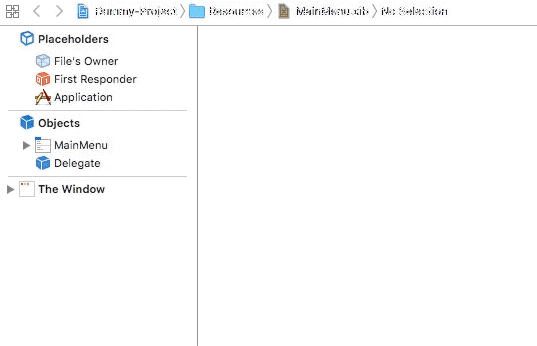 Dummy-Project Resources MainMenu.xib No Selection
Placeholders
File's Owner
First Responder
Application
Objects
MainMenu
Delegate
The Window